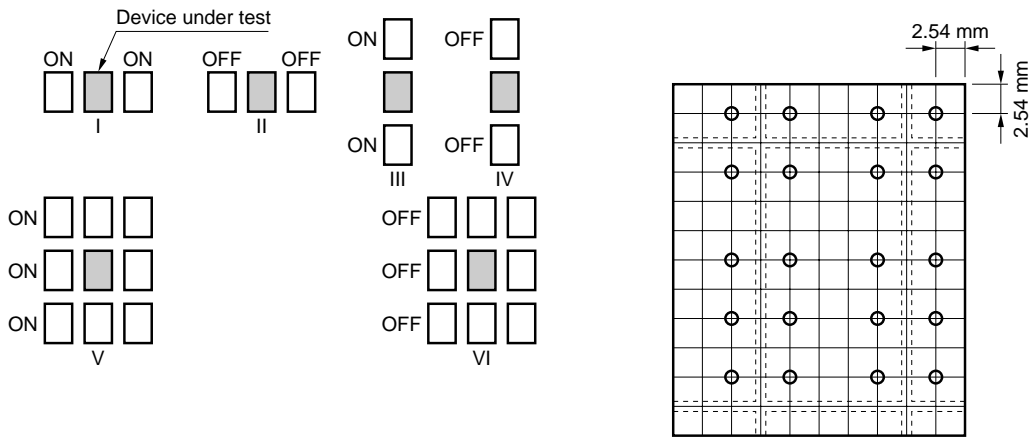 Device under test
ON ON
I
OFF OFF
II
ON
ON
III
OFF
OFF
IV
ON
ON
ON
V
OFF
OFF
OFF
VI
2.54 mm
2.54 mm